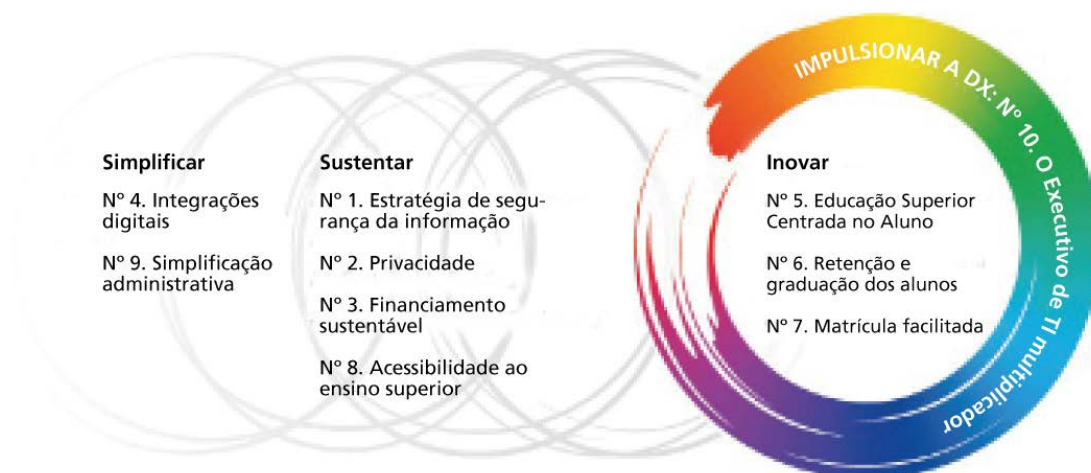 Simplificar
Nº 4. Integrações
digitais
Nº 9. Simplificação
administrativa
Sustentar
Nº 1. Estratégia de segu-
rança da informação
Nº 2. Privacidade
Nº 3. Financiamento
sustentável
Nº 8. Acessibilidade ao
ensino superior
Inovar
Nº 5. Educação Superior
Centrada no Aluno
Nº 6. Retenção e
graduação dos alunos
Nº 7. Matrícula facilitada
IMPULSIONAR A DX: Nº 10. O Executivo de TI multiplicador